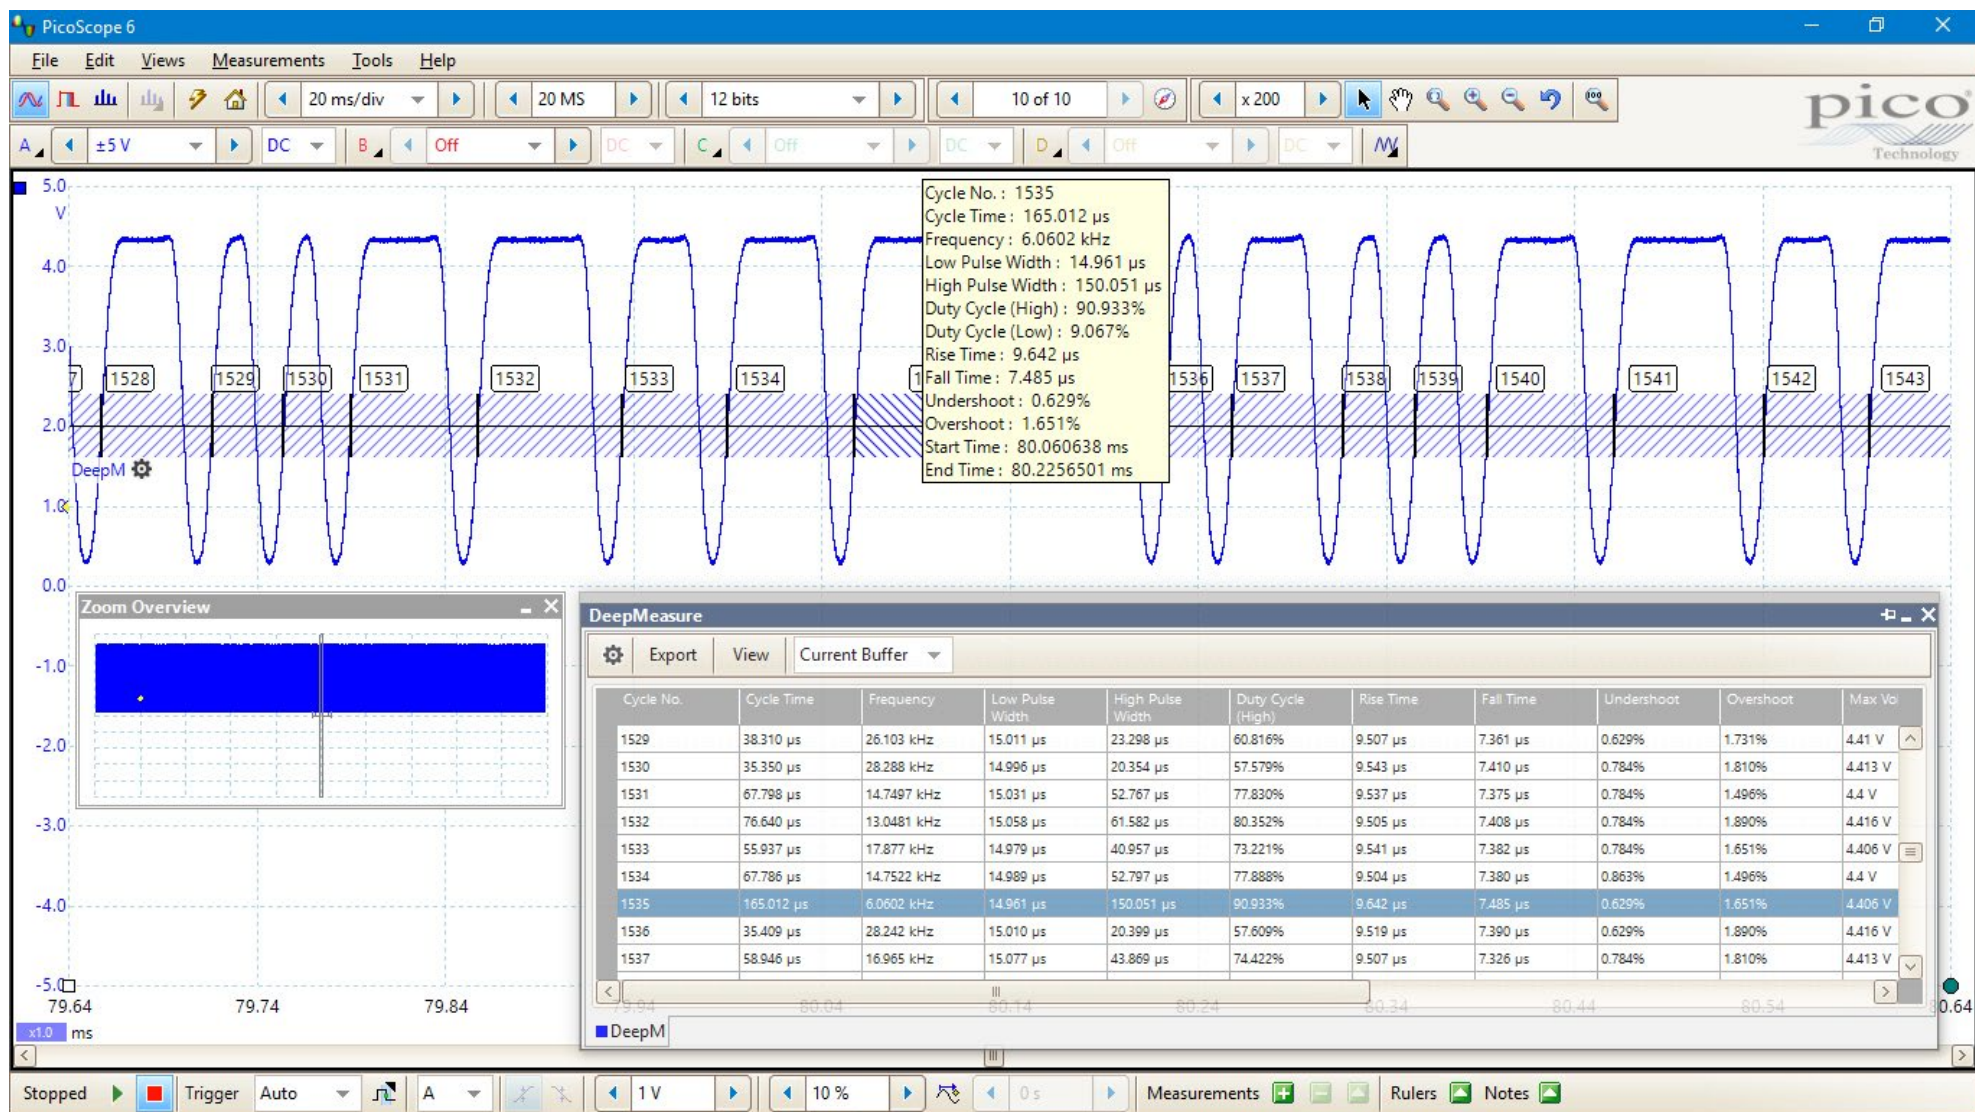 PicoScope 6
File Edit Views Measurements Tools Help
20 ms/div 20 MS 12 bits 10 of 10 x 200
pico
Technology
A ±5 V DC B Off DC C Off DC D Off DC
5.0
V
4.0
3.0
2.0
1.0
0.0
-1.0
-2.0
-3.0
-4.0
-5.0
7 1528 1529 1530 1531 1532 1533 1534 1 1536 1537 1538 1539 1540 1541 1542 1543
DeepM
Cycle No. : 1535
Cycle Time : 165.012 µs
Frequency : 6.0602 kHz
Low Pulse Width : 14.961 µs
High Pulse Width : 150.051 µs
Duty Cycle (High) : 90.933%
Duty Cycle (Low) : 9.067%
Rise Time : 9.642 µs
Fall Time : 7.485 µs
Undershoot : 0.629%
Overshoot : 1.651%
Start Time : 80.060638 ms
End Time : 80.2256501 ms
Zoom Overview
DeepMeasure
Export View Current Buffer
Cycle No. Cycle Time Frequency Low Pulse Width High Pulse Width Duty Cycle (High) Rise Time Fall Time Undershoot Overshoot Max Vol
1529 38.310 µs 26.103 kHz 15.011 µs 23.298 µs 60.816% 9.507 µs 7.361 µs 0.629% 1.731% 4.41 V
1530 35.350 µs 28.288 kHz 14.996 µs 20.354 µs 57.579% 9.543 µs 7.410 µs 0.784% 1.810% 4.413 V
1531 67.798 µs 14.7497 kHz 15.031 µs 52.767 µs 77.830% 9.537 µs 7.375 µs 0.784% 1.496% 4.4 V
1532 76.640 µs 13.0481 kHz 15.058 µs 61.582 µs 80.352% 9.505 µs 7.408 µs 0.784% 1.890% 4.416 V
1533 55.937 µs 17.877 kHz 14.979 µs 40.957 µs 73.221% 9.541 µs 7.382 µs 0.784% 1.651% 4.406 V
1534 67.786 µs 14.7522 kHz 14.989 µs 52.797 µs 77.888% 9.504 µs 7.380 µs 0.863% 1.496% 4.4 V
1535 165.012 µs 6.0602 kHz 14.961 µs 150.051 µs 90.933% 9.642 µs 7.485 µs 0.629% 1.651% 4.406 V
1536 35.409 µs 28.242 kHz 15.010 µs 20.399 µs 57.609% 9.519 µs 7.390 µs 0.629% 1.890% 4.416 V
1537 58.946 µs 16.965 kHz 15.077 µs 43.869 µs 74.422% 9.507 µs 7.326 µs 0.784% 1.810% 4.413 V
79.64 79.74 79.84 79.94 80.04 80.14 80.24 80.34 80.44 80.54 80.64
x1.0 ms
DeepM
Stopped Trigger Auto A 1 V 10 % 0 s Measurements Rulers Notes